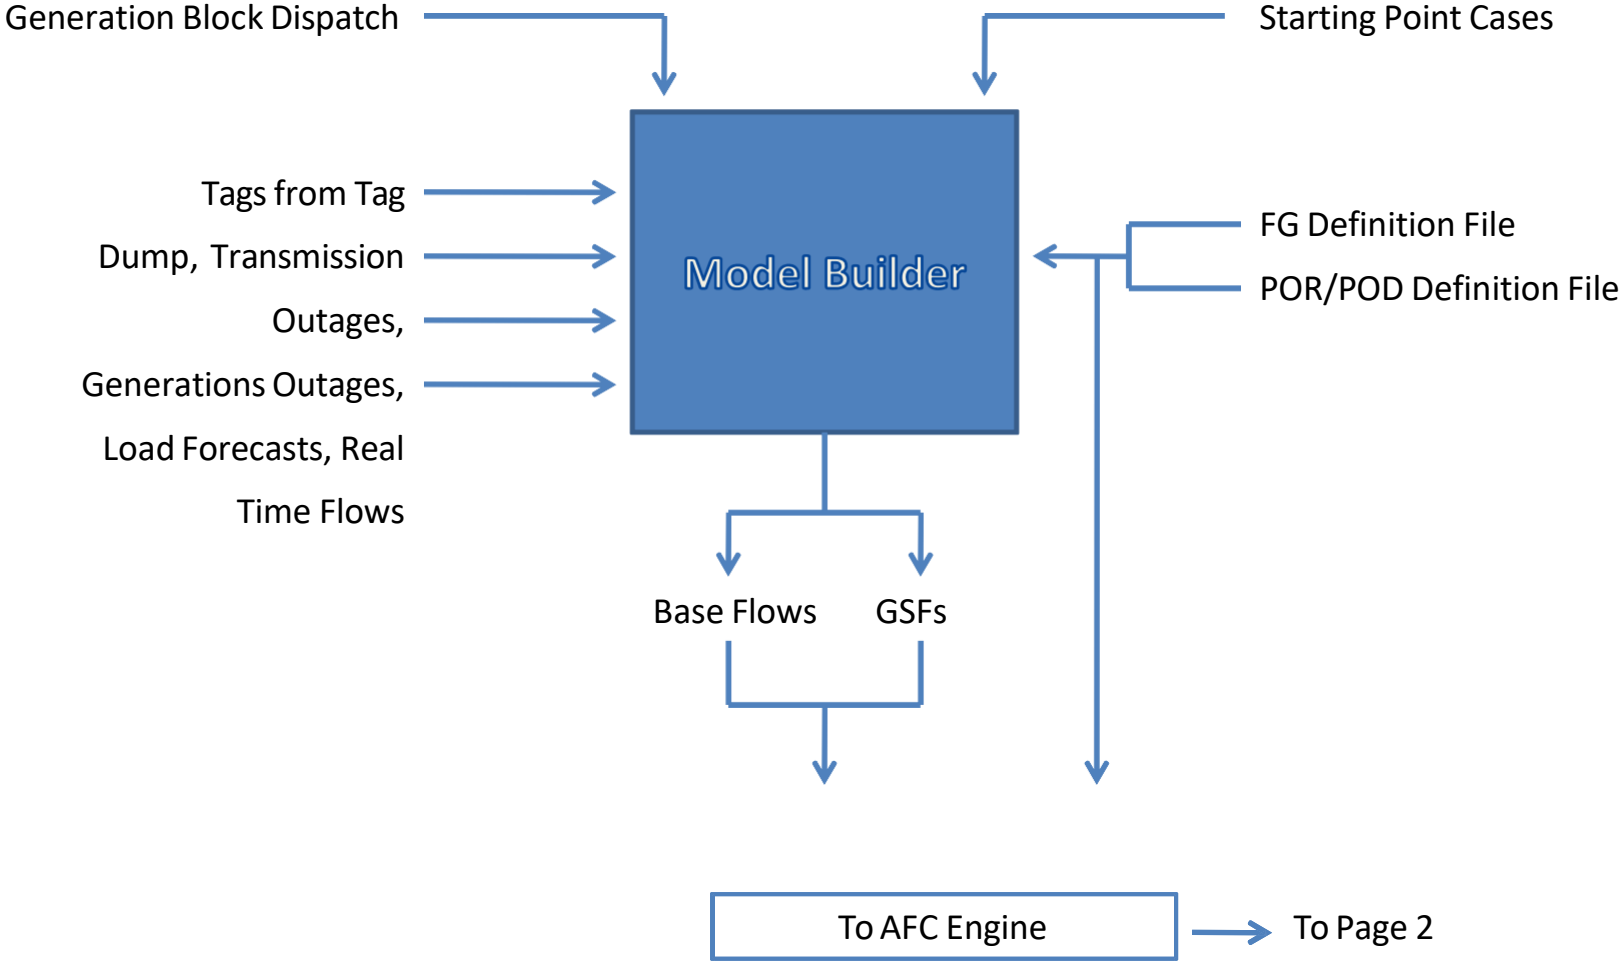 Generation Block Dispatch
Starting Point Cases
Tags from Tag
Dump, Transmission
Outages,
Generations Outages,
Load Forecasts, Real
Time Flows
Model Builder
FG Definition File
POR/POD Definition File
Base Flows
GSFs
To AFC Engine
To Page 2